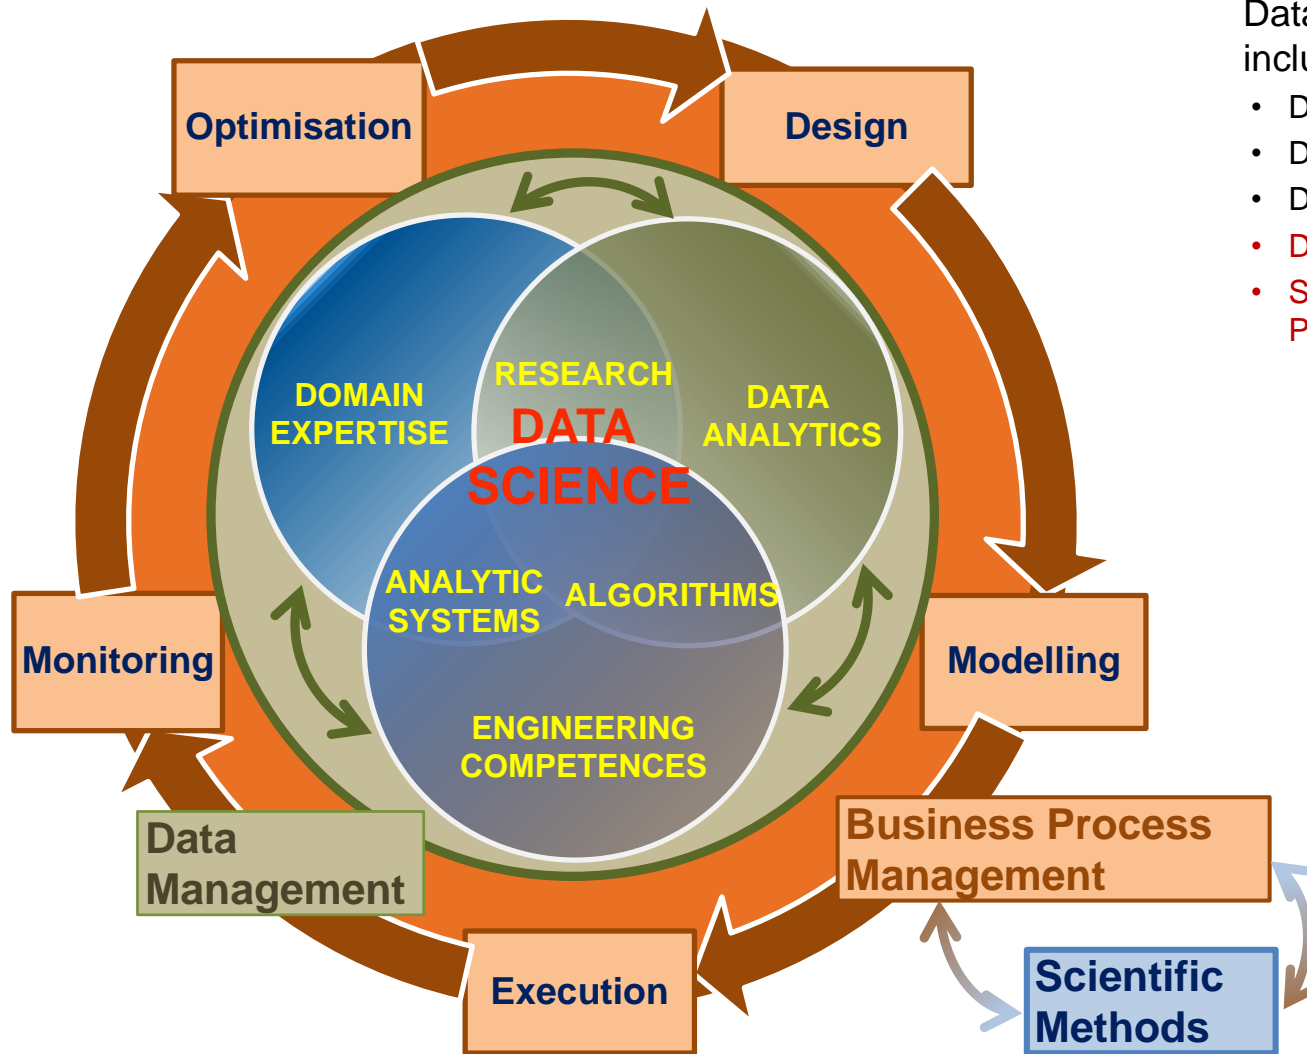 Optimisation
Design
DOMAIN
EXPERTISE
RESEARCH
DATA
SCIENCE
DATA
ANALYTICS
ANALYTIC
SYSTEMS
ALGORITHMS
Monitoring
Modelling
ENGINEERING
COMPETENCES
Data
Management
Business Process
Management
Execution
Scientific
Methods